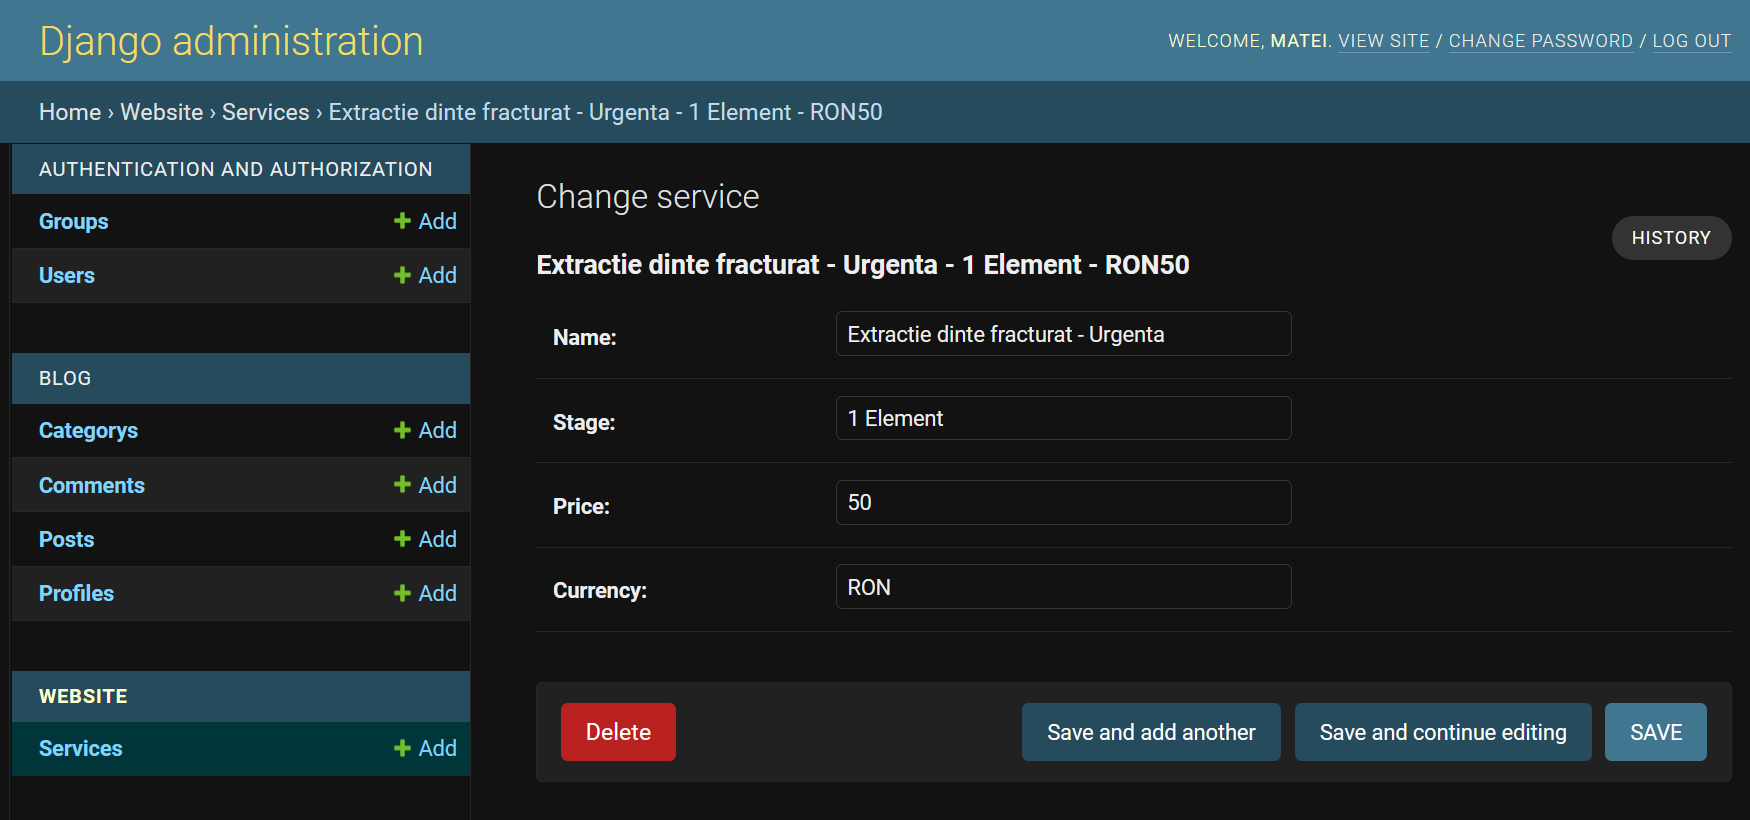 Django administration
WELCOME, MATEI. VIEW SITE / CHANGE PASSWORD / LOG OUT
Home › Website › Services › Extractie dinte fracturat - Urgenta - 1 Element - RON50
AUTHENTICATION AND AUTHORIZATION
Groups + Add
Users + Add
BLOG
Categorys + Add
Comments + Add
Posts + Add
Profiles + Add
WEBSITE
Services + Add
Change service
HISTORY
Extractie dinte fracturat - Urgenta - 1 Element - RON50
Name: Extractie dinte fracturat - Urgenta
Stage: 1 Element
Price: 50
Currency: RON
Delete Save and add another Save and continue editing SAVE